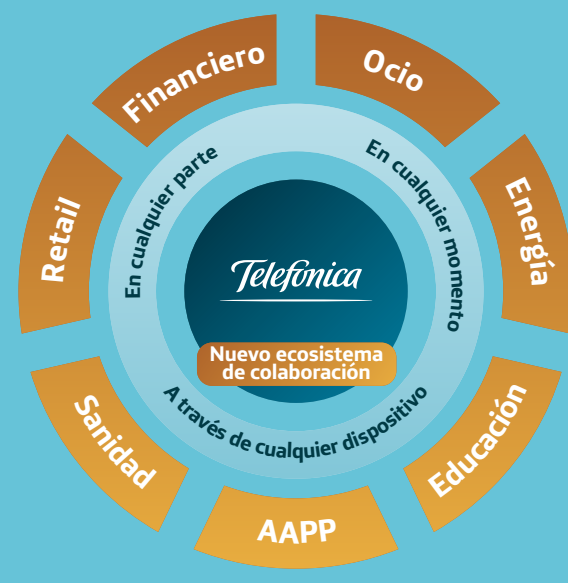 Financiero
Ocio
Energía
Educación
AAPP
Sanidad
Retail
En cualquier parte
En cualquier momento
A través de cualquier dispositivo
Telefónica
Nuevo ecosistema
de colaboración